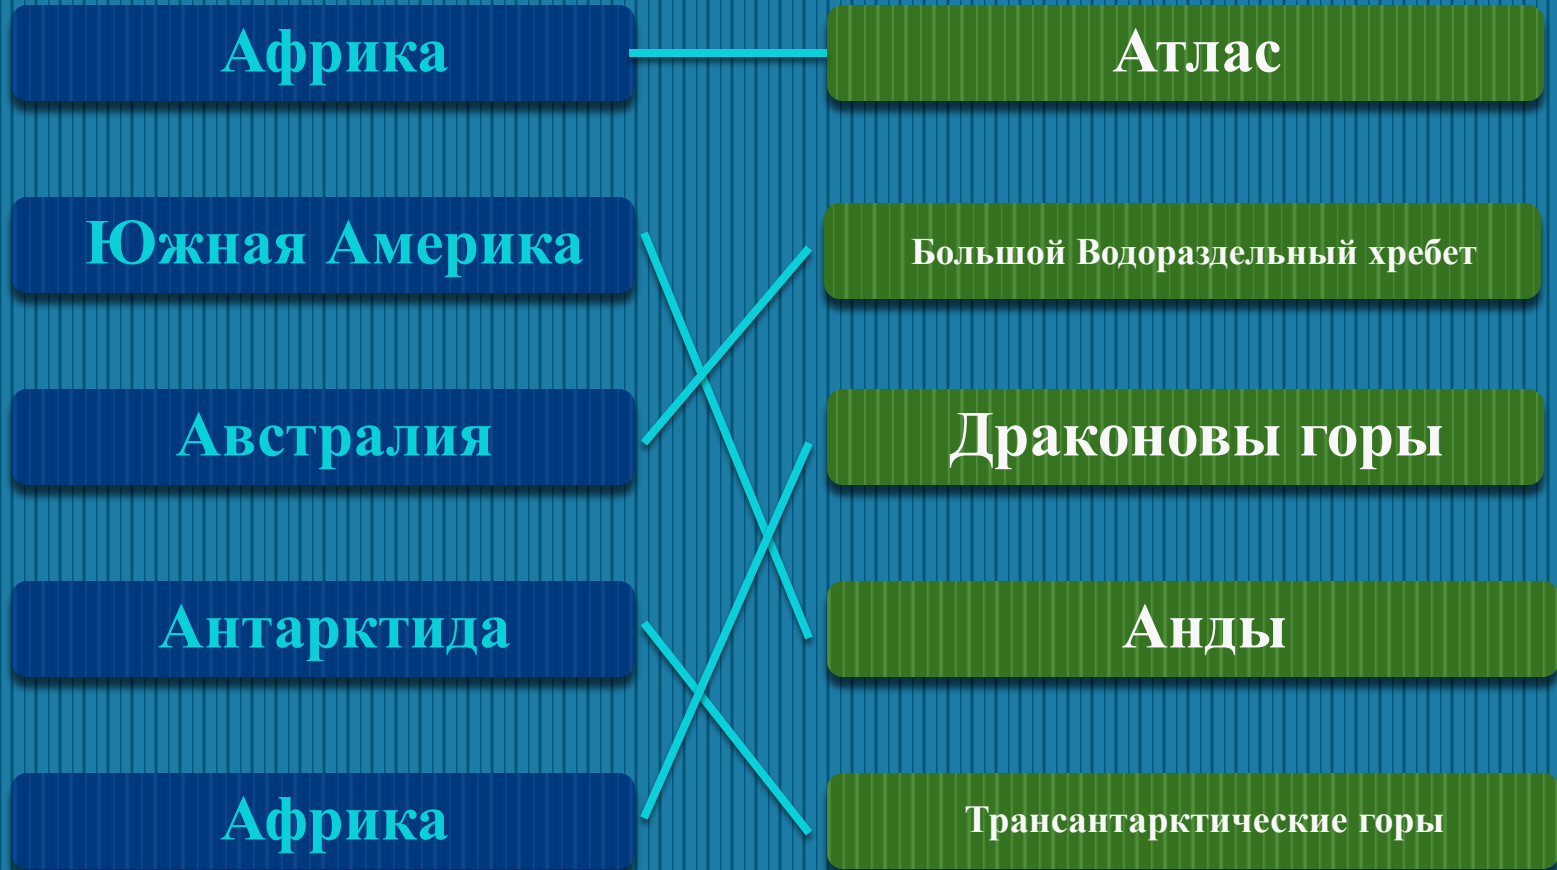 Африка
Атлас
Южная Америка
Большой Водораздельный хребет
Австралия
Драконовы горы
Антарктида
Анды
Африка
Трансантарктические горы